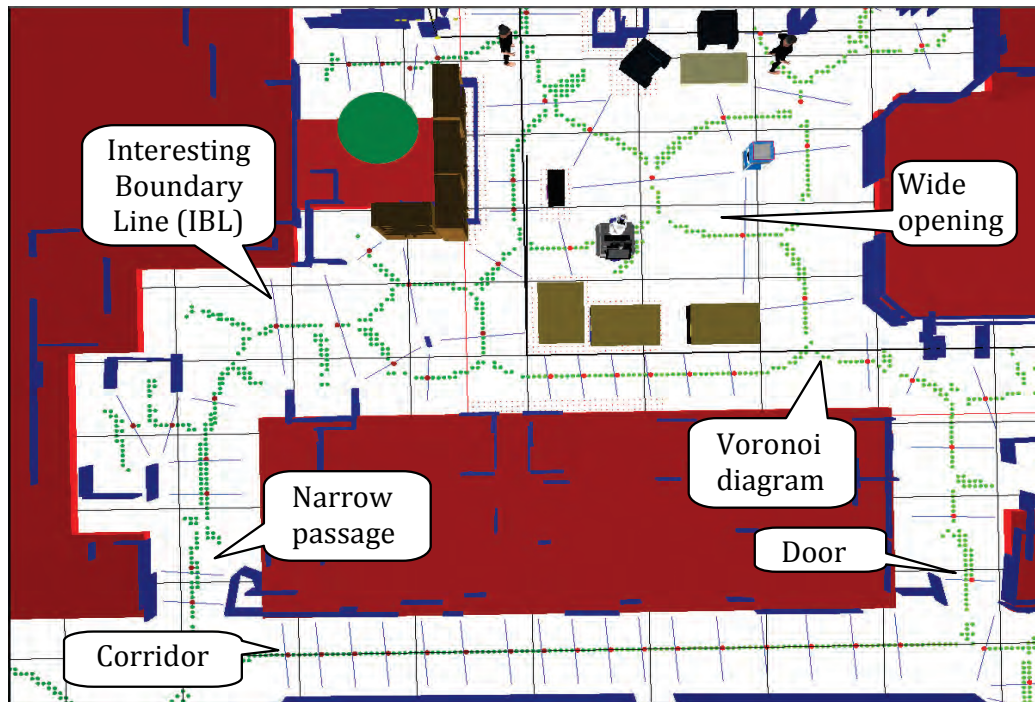 Interesting
Boundary
Line (IBL)
Wide
opening
Voronoi
diagram
Narrow
passage
Door
Corridor